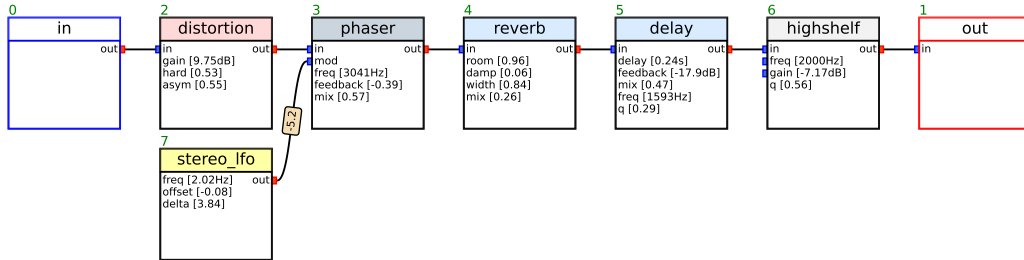 0
in
out
2
distortion
in
out
gain [9.75dB]
hard [0.53]
asym [0.55]
3
phaser
in
out
mod
freq [3041Hz]
feedback [-0.39]
mix [0.57]
4
reverb
in
out
room [0.96]
damp [0.06]
width [0.84]
mix [0.26]
5
delay
in
out
delay [0.24s]
feedback [-17.9dB]
mix [0.47]
freq [1593Hz]
q [0.29]
6
highshelf
in
out
freq [2000Hz]
gain [-7.17dB]
q [0.56]
1
out
in
-5.2
7
stereo_lfo
freq [2.02Hz]
out
offset [-0.08]
delta [3.84]